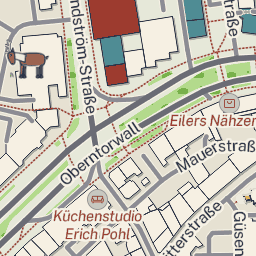 ndstrom-Straße
straße
Eilers Nähzen
Oberntorwall
Mauerstraß
Küchenstudio
Erich Pohl
itterstraße
Güsen